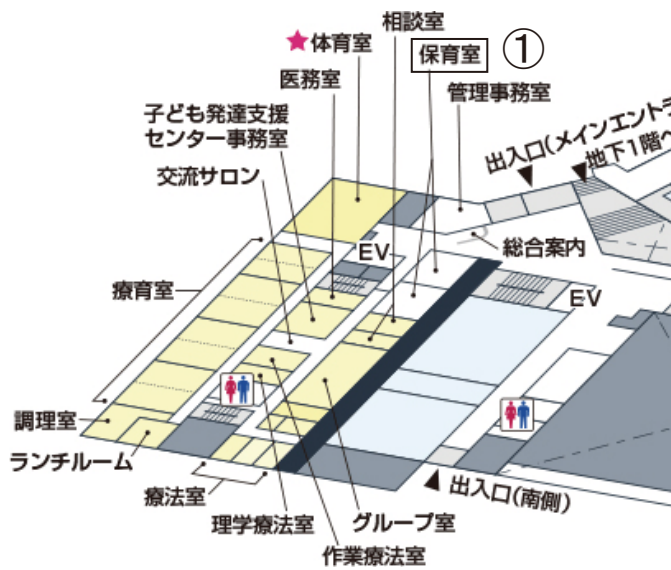 相談室
★体育室
保育室
①
医務室
管理事務室
子ども発達支援
センター事務室
出入口(メインエントラ
地下1階へ
交流サロン
EV
総合案内
療育室
EV
調理室
ランチルーム
療法室
理学療法室
グループ室
作業療法室
出入口(南側)